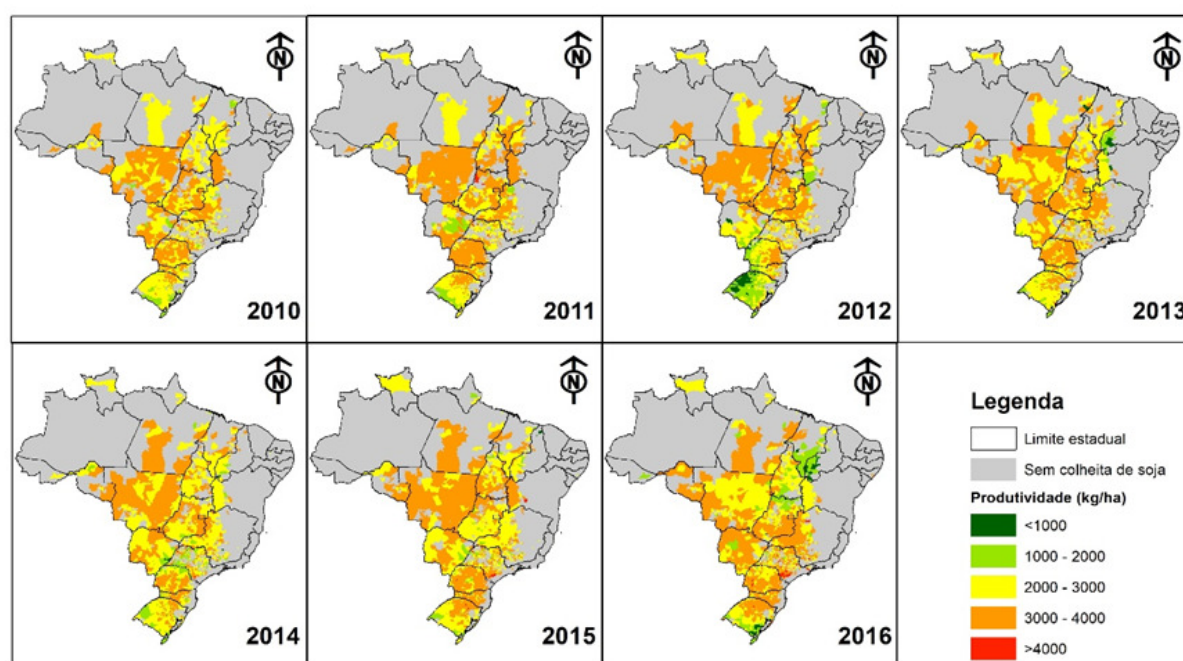 N
N
N
N
2010
2011
2012
2013
N
N
N
2014
2015
2016
Legenda
Limite estadual
Sem colheita de soja
Produtividade (kg/ha)
<1000
1000 - 2000
2000 - 3000
3000 - 4000
>4000